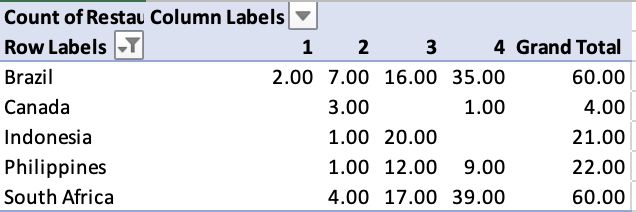 Count of Restau Column Labels
Row Labels 1 2 3 4 Grand Total
Brazil 2.00 7.00 16.00 35.00 60.00
Canada 3.00 1.00 4.00
Indonesia 1.00 20.00 21.00
Philippines 1.00 12.00 9.00 22.00
South Africa 4.00 17.00 39.00 60.00